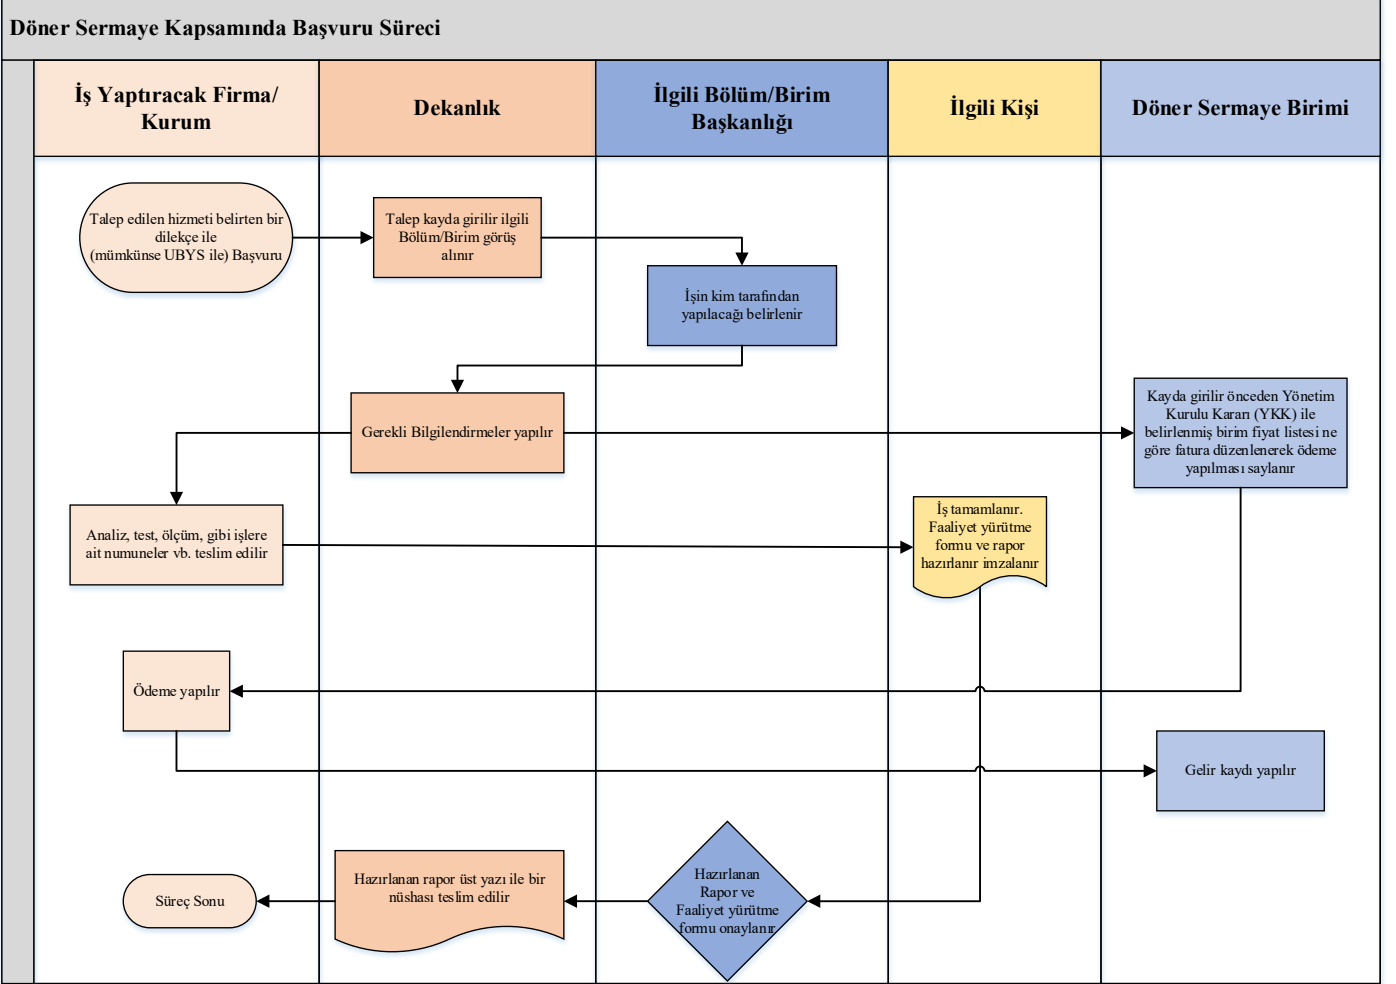 Döner Sermaye Kapsamında Başvuru Süreci
İş Yaptıracak Firma/
Kurum
Dekanlık
İlgili Bölüm/Birim
Başkanlığı
İlgili Kişi
Döner Sermaye Birimi
Talep edilen hizmeti belirten bir
dilekçe ile
(mümkünse UBYS ile) Başvuru
Talep kayda girilir ilgili
Bölüm/Birim görüş
alınır
İşin kim tarafından
yapılacağı belirlenir
Gerekli Bilgilendirmeler yapılır
Kayda girilir önceden Yönetim
Kurulu Kararı (YKK) ile
belirlenmiş birim fiyat listesi ne
göre fatura düzenlenerek ödeme
yapılması saylanır
Analiz, test, ölçüm, gibi işlere
ait numuneler vb. teslim edilir
İş tamamlanır.
Faaliyet yürütme
formu ve rapor
hazırlanır imzalanır
Ödeme yapılır
Gelir kaydı yapılır
Hazırlanan
Rapor ve
Faaliyet yürütme
formu onaylanır
Hazırlanan rapor üst yazı ile bir
nüshası teslim edilir
Süreç Sonu